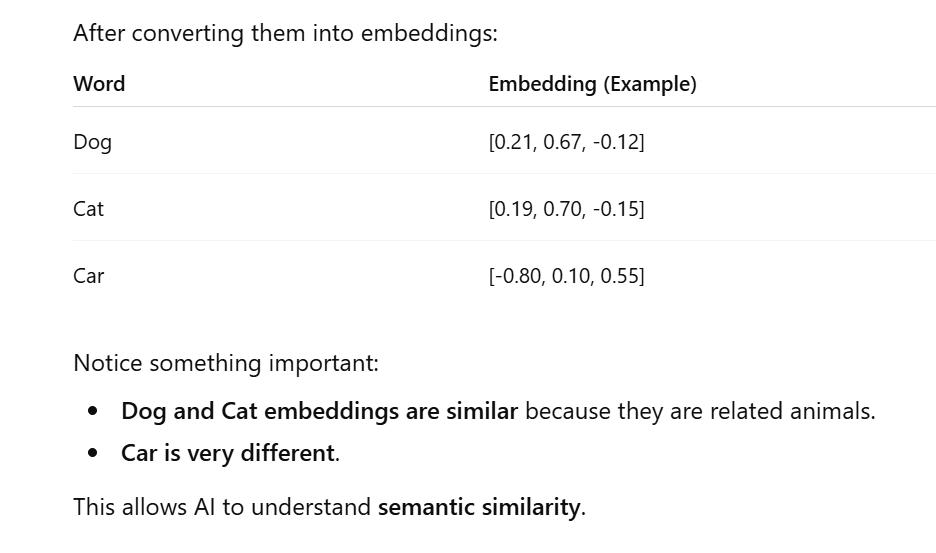 After converting them into embeddings:
Word Embedding (Example)
Dog [0.21, 0.67, -0.12]
Cat [0.19, 0.70, -0.15]
Car [-0.80, 0.10, 0.55]
Notice something important:
• Dog and Cat embeddings are similar because they are related animals.
• Car is very different.
This allows AI to understand semantic similarity.